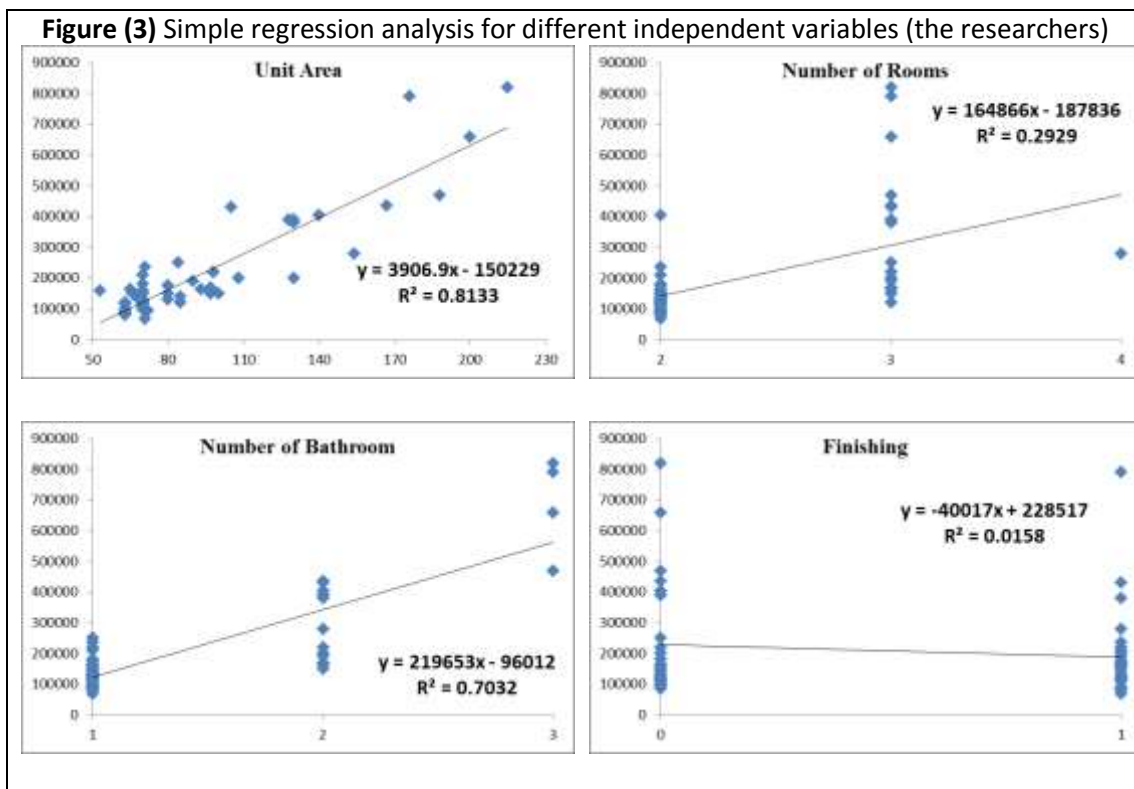 Figure (3) Simple regression analysis for different independent variables (the researchers)
Unit Area
900000
800000
700000
600000
500000
400000
300000
200000
100000
0
y = 3906.9x - 150229
R² = 0.8133
50 80 110 140 170 200 230
Number of Rooms
900000
800000
700000
600000
500000
400000
300000
200000
100000
0
y = 164866x - 187836
R² = 0.2929
2 3 4
Number of Bathroom
900000
800000
700000
600000
500000
400000
300000
200000
100000
0
y = 219653x - 96012
R² = 0.7032
1 2 3
Finishing
900000
800000
700000
600000
500000
400000
300000
200000
100000
0
y = -40017x + 228517
R² = 0.0158
0 1